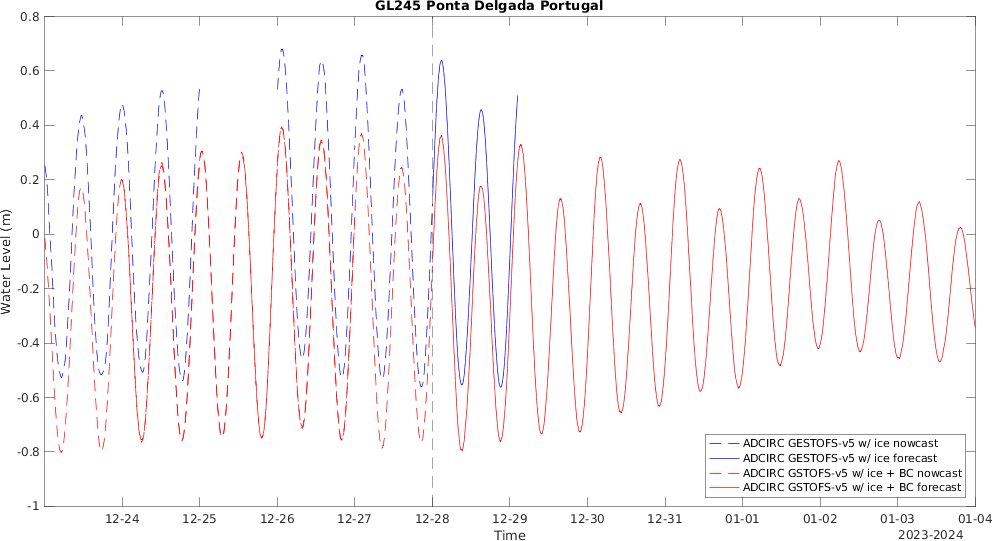 GL245 Ponta Delgada Portugal
0.8
0.6
0.4
0.2
0
-0.2
-0.4
-0.6
-0.8
-1
Water Level (m)
12-24 12-25 12-26 12-27 12-28 12-29 12-30 12-31 01-01 01-02 01-03 01-04
Time
2023-2024
ADCIRC GESTOFS-v5 w/ ice nowcast
ADCIRC GESTOFS-v5 w/ ice forecast
ADCIRC GSTOFS-v5 w/ ice + BC nowcast
ADCIRC GSTOFS-v5 w/ ice + BC forecast